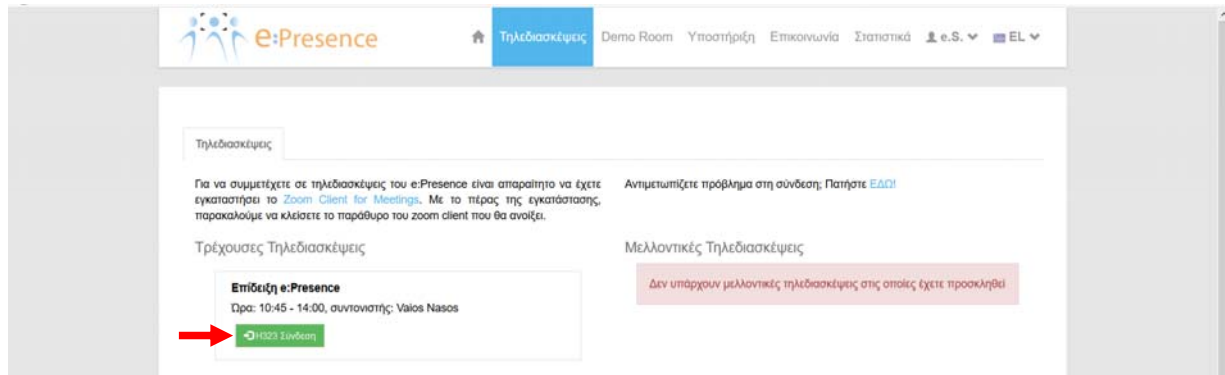 e:Presence
Τηλεδιασκέψεις Demo Room Υποστήριξη Επικοινωνία Στατιστικά e.S. EL
Τηλεδιασκέψεις
Για να συμμετέχετε σε τηλεδιασκέψεις του e:Presence είναι απαραίτητο να έχετε
εγκαταστήσει το Zoom Client for Meetings. Με το πέρας της εγκατάστασης,
παρακαλούμε να κλείσετε το παράθυρο του zoom client που θα ανοίξει.
Αντιμετωπίζετε πρόβλημα στη σύνδεση; Πατήστε ΕΔΩ!
Τρέχουσες Τηλεδιασκέψεις
Επίδειξη e:Presence
Ώρα: 10:45 - 14:00, συντονιστής: Vaios Nasos
H323 Σύνδεση
Μελλοντικές Τηλεδιασκέψεις
Δεν υπάρχουν μελλοντικές τηλεδιασκέψεις στις οποίες έχετε προσκληθεί